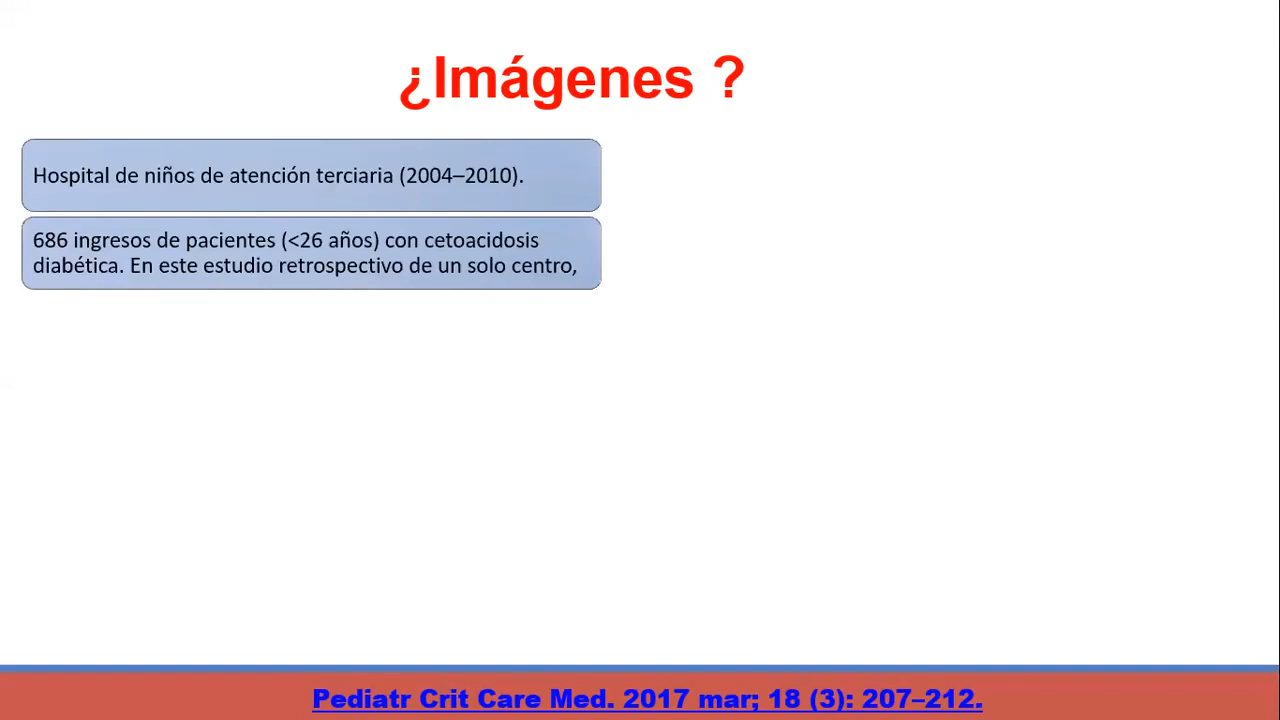 ¿Imágenes ?
Hospital de niños de atención terciaria (2004–2010).
686 ingresos de pacientes (<26 años) con cetoacidosis
diabética. En este estudio retrospectivo de un solo centro,
Pediatr Crit Care Med. 2017 mar; 18 (3): 207–212.